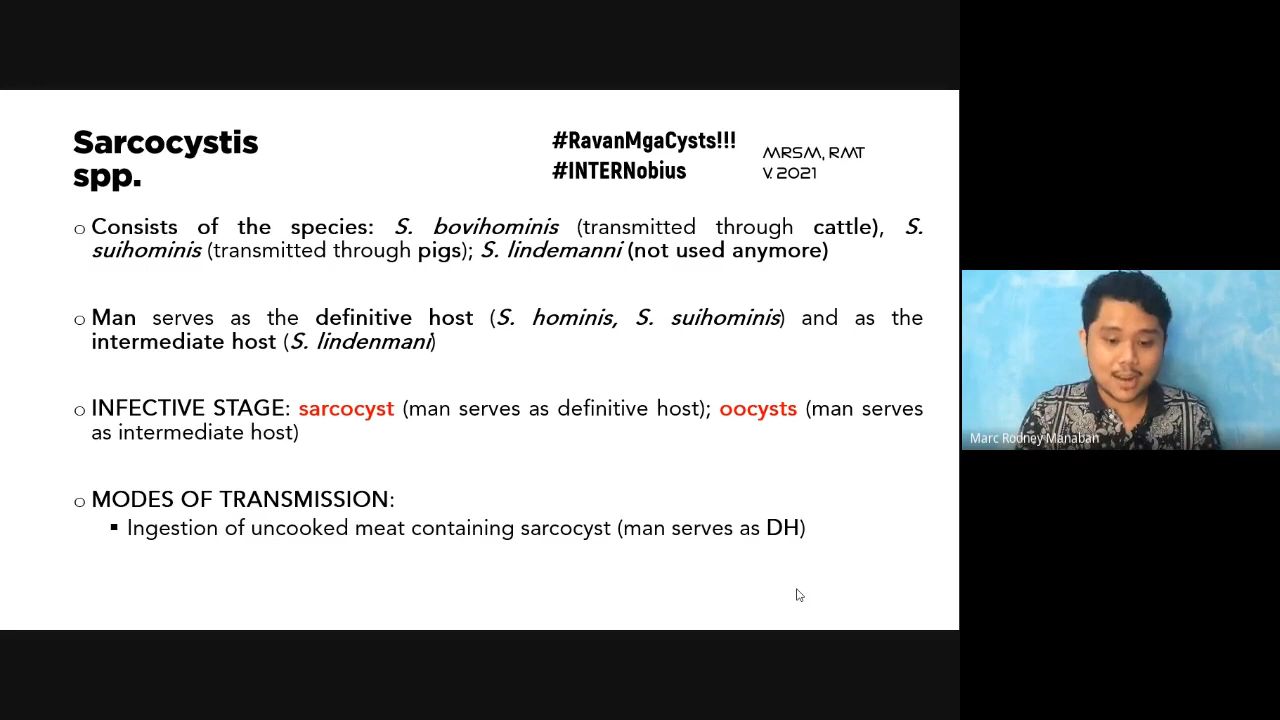 Sarcocystis
spp.
#RavanMgaCysts!!!
#INTERNobius
MRSM, RMT
V. 2021
o Consists of the species: S. bovihominis (transmitted through cattle), S.
suihominis (transmitted through pigs); S. lindemanni (not used anymore)
o Man serves as the definitive host (S. hominis, S. suihominis) and as the
intermediate host (S. lindenmani)
o INFECTIVE STAGE: sarcocyst (man serves as definitive host); oocysts (man serves
as intermediate host)
o MODES OF TRANSMISSION:
▪ Ingestion of uncooked meat containing sarcocyst (man serves as DH)
Marc Rodney Manaban